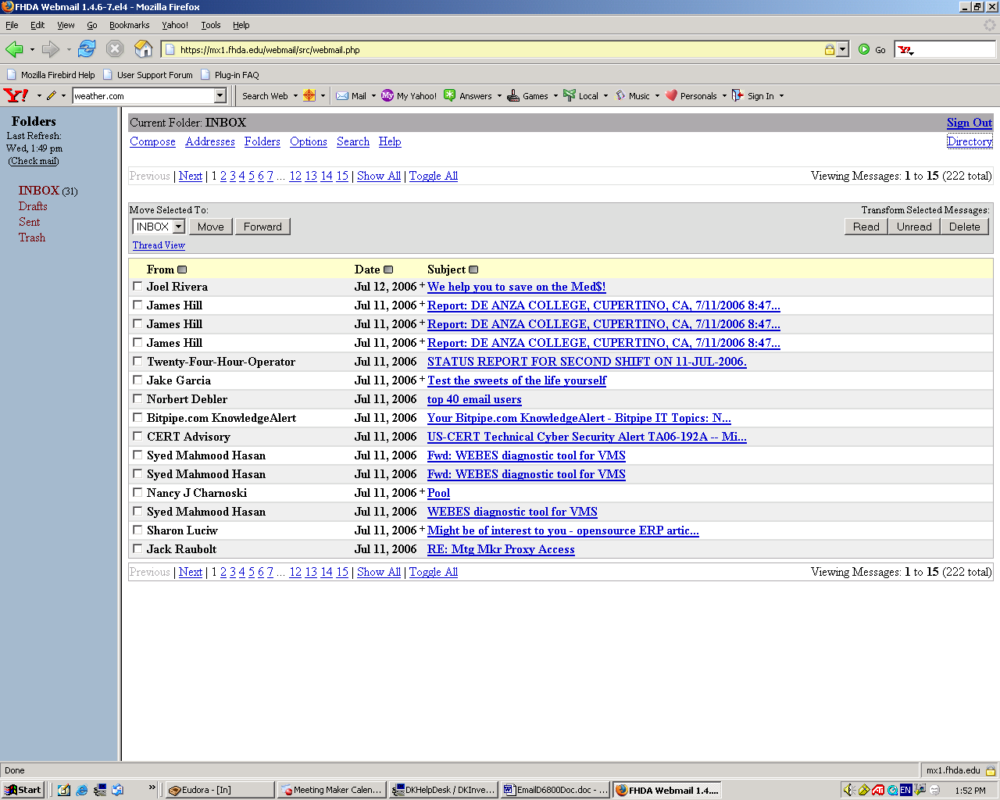 FHDA Webmail 1.4.6-7.el4 - Mozilla Firefox
File Edit View Go Bookmarks Yahoo! Tools Help
https://mx1.fhda.edu/webmail/src/webmail.php Go Y?
Mozilla Firebird Help User Support Forum Plug-in FAQ
Y! weather.com Search Web Mail My My Yahoo! Answers Games Local Music Personals Sign In
Folders
Last Refresh:
Wed, 1:49 pm
(Check mail)
INBOX (31)
Drafts
Sent
Trash
Current Folder: INBOX Sign Out
Compose Addresses Folders Options Search Help Directory
Previous | Next | 1 2 3 4 5 6 7 ... 12 13 14 15 | Show All | Toggle All Viewing Messages: 1 to 15 (222 total)
Move Selected To: Transform Selected Messages:
INBOX Move Forward Read Unread Delete
Thread View
From Date Subject
Joel Rivera Jul 12, 2006 + We help you to save on the Med$!
James Hill Jul 11, 2006 + Report: DE ANZA COLLEGE, CUPERTINO, CA, 7/11/2006 8:47...
James Hill Jul 11, 2006 + Report: DE ANZA COLLEGE, CUPERTINO, CA, 7/11/2006 8:47...
James Hill Jul 11, 2006 + Report: DE ANZA COLLEGE, CUPERTINO, CA, 7/11/2006 8:47...
Twenty-Four-Hour-Operator Jul 11, 2006 STATUS REPORT FOR SECOND SHIFT ON 11-JUL-2006.
Jake Garcia Jul 11, 2006 + Test the sweets of the life yourself
Norbert Debler Jul 11, 2006 top 40 email users
Bitpipe.com KnowledgeAlert Jul 11, 2006 Your Bitpipe.com KnowledgeAlert - Bitpipe IT Topics: N...
CERT Advisory Jul 11, 2006 US-CERT Technical Cyber Security Alert TA06-192A -- Mi...
Syed Mahmood Hasan Jul 11, 2006 Fwd: WEBES diagnostic tool for VMS
Syed Mahmood Hasan Jul 11, 2006 Fwd: WEBES diagnostic tool for VMS
Nancy J Charnoski Jul 11, 2006 + Pool
Syed Mahmood Hasan Jul 11, 2006 WEBES diagnostic tool for VMS
Sharon Luciw Jul 11, 2006 + Might be of interest to you - opensource ERP artic...
Jack Raubolt Jul 11, 2006 RE: Mtg Mkr Proxy Access
Previous | Next | 1 2 3 4 5 6 7 ... 12 13 14 15 | Show All | Toggle All Viewing Messages: 1 to 15 (222 total)
Done mx1.fhda.edu
Start » Eudora - [In] Meeting Maker Calen... DKHelpDesk / DKInve... EmailD6800Doc.doc - ... FHDA Webmail 1.4.... EN 1:52 PM